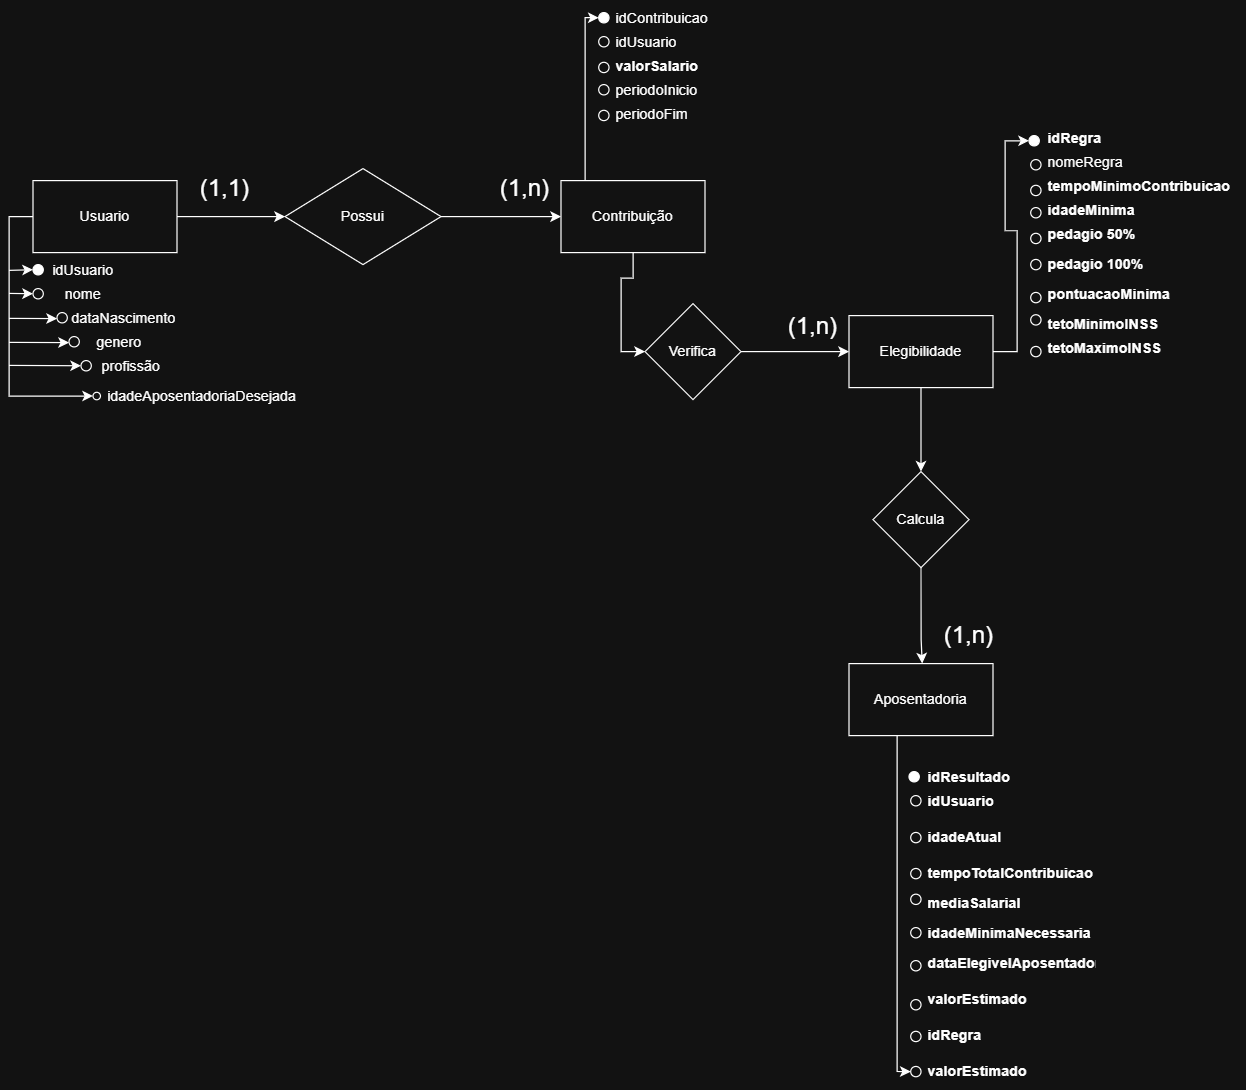 idContribuicao
idUsuario
valorSalario
periodoInicio
periodoFim
idRegra
nomeRegra
tempoMinimoContribuicao
idadeMinima
pedagio 50%
pedagio 100%
pontuacaoMinima
tetoMinimoINSS
tetoMaximoINSS
(1,1)
(1,n)
Usuario
Possui
Contribuição
idUsuario
nome
dataNascimento
genero
profissão
idadeAposentadoriaDesejada
(1,n)
Verifica
Elegibilidade
Calcula
(1,n)
Aposentadoria
idResultado
idUsuario
idadeAtual
tempoTotalContribuicao
mediaSalarial
idadeMinimaNecessaria
dataElegivelAposentado
valorEstimado
idRegra
valorEstimado